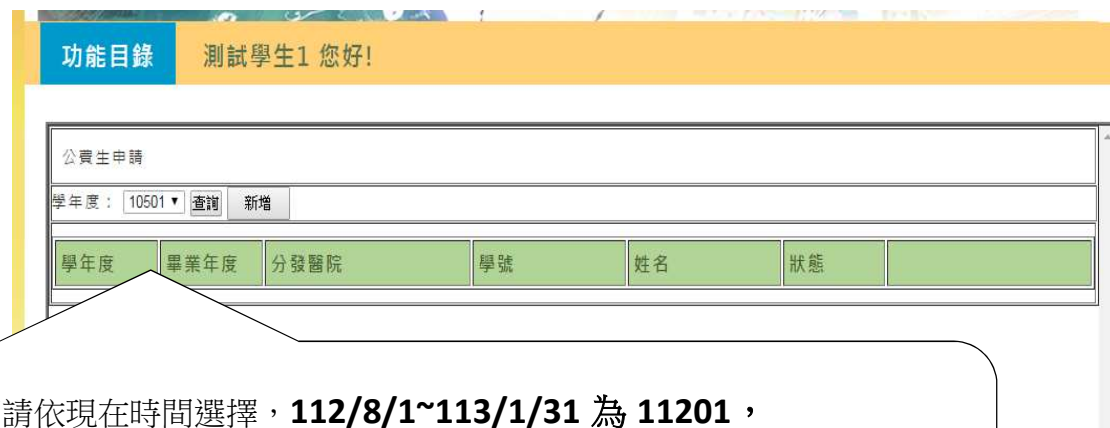 功能目錄 測試學生1 您好!
公費生申請
學年度： 10501 查詢 新增
學年度 畢業年度 分發醫院 學號 姓名 狀態
請依現在時間選擇，112/8/1~113/1/31 為 11201，